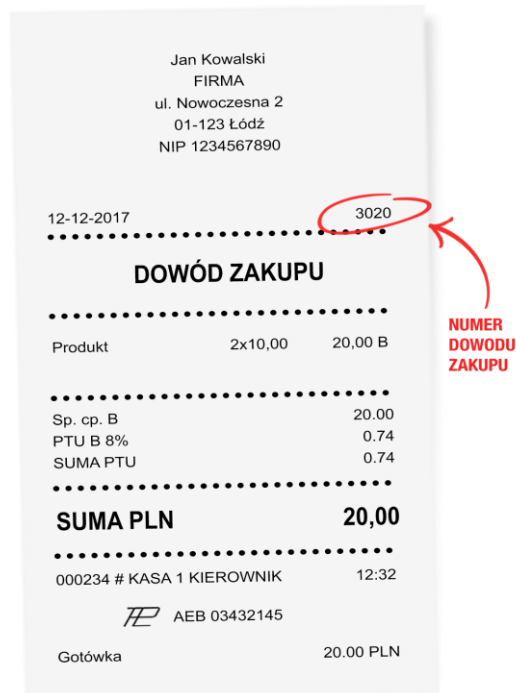 Jan Kowalski
FIRMA
ul. Nowoczesna 2
01-123 Łódź
NIP 1234567890
12-12-2017 3020
DOWÓD ZAKUPU
NUMER
DOWODU
ZAKUPU
Produkt 2x10,00 20,00 B
Sp. cp. B 20.00
PTU B 8% 0.74
SUMA PTU 0.74
SUMA PLN 20,00
000234 # KASA 1 KIEROWNIK 12:32
AEB 03432145
Gotówka 20.00 PLN